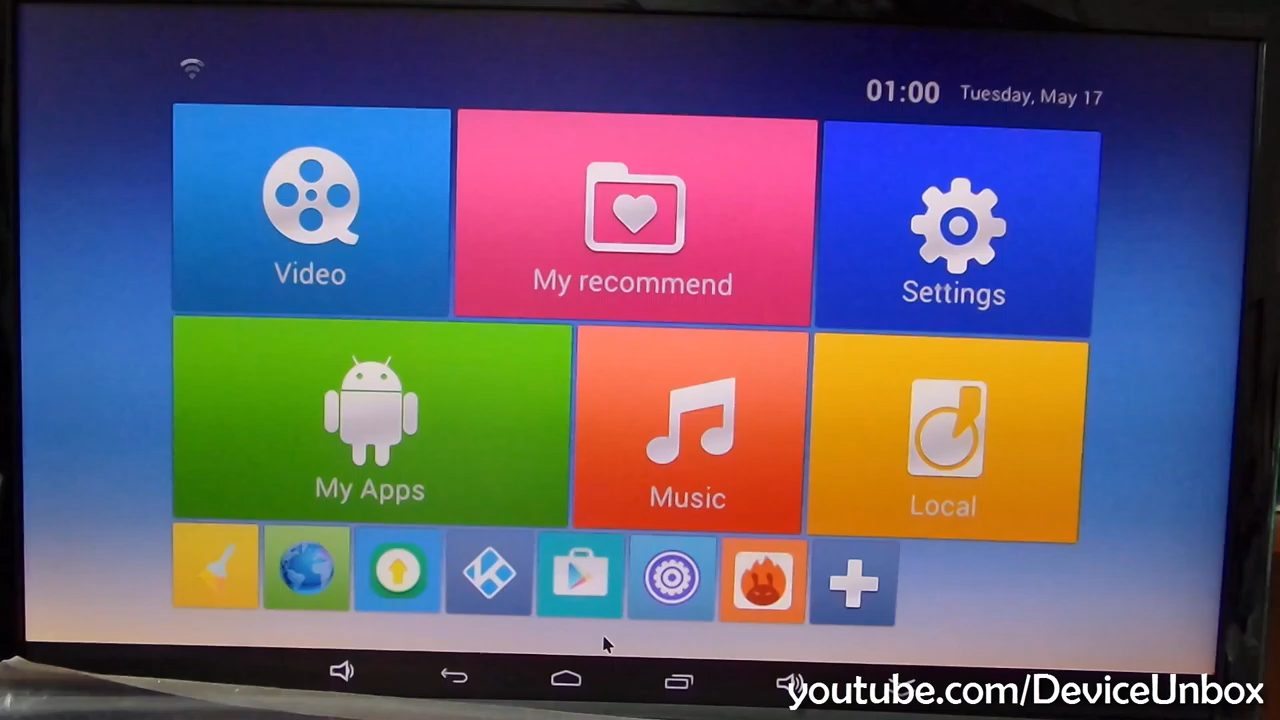 01:00 Tuesday, May 17
Video
My recommend
Settings
My Apps
Music
Local
youtube.com/DeviceUnbox